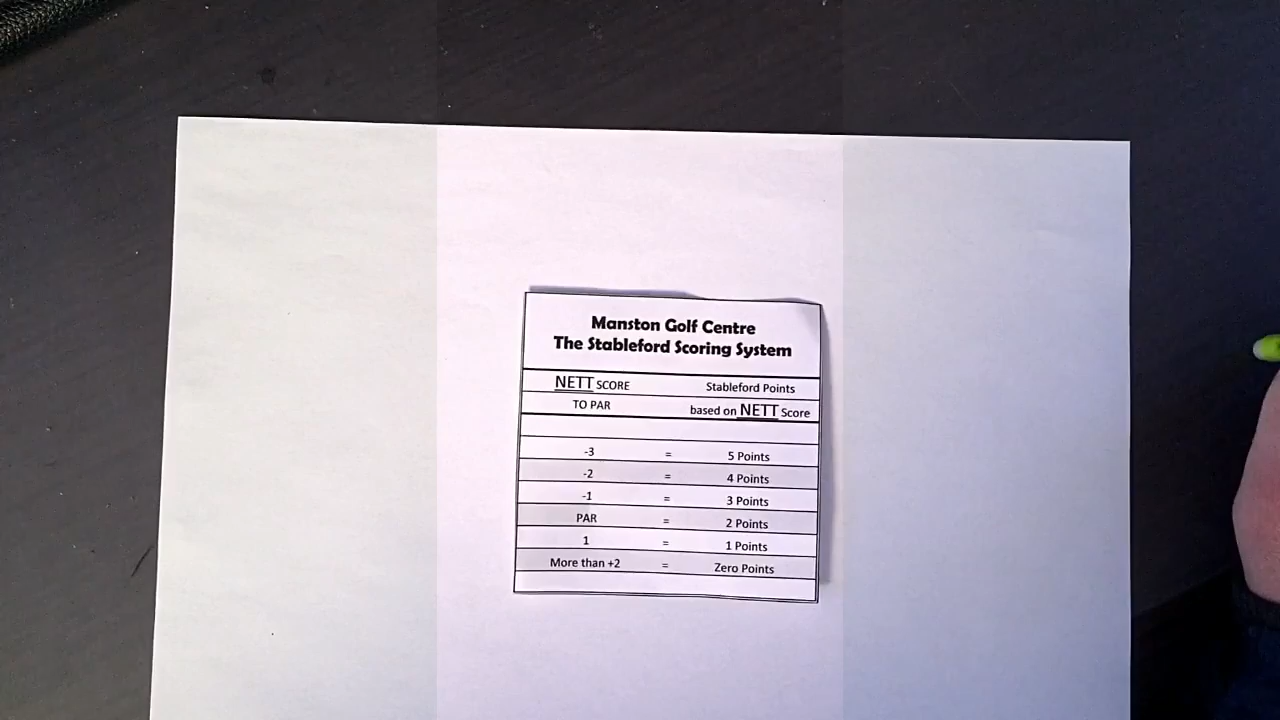 Manston Golf Centre
The Stableford Scoring System
NETT SCORE Stableford Points
TO PAR based on NETT Score
-3 = 5 Points
-2 = 4 Points
-1 = 3 Points
PAR = 2 Points
1 = 1 Points
More than +2 = Zero Points